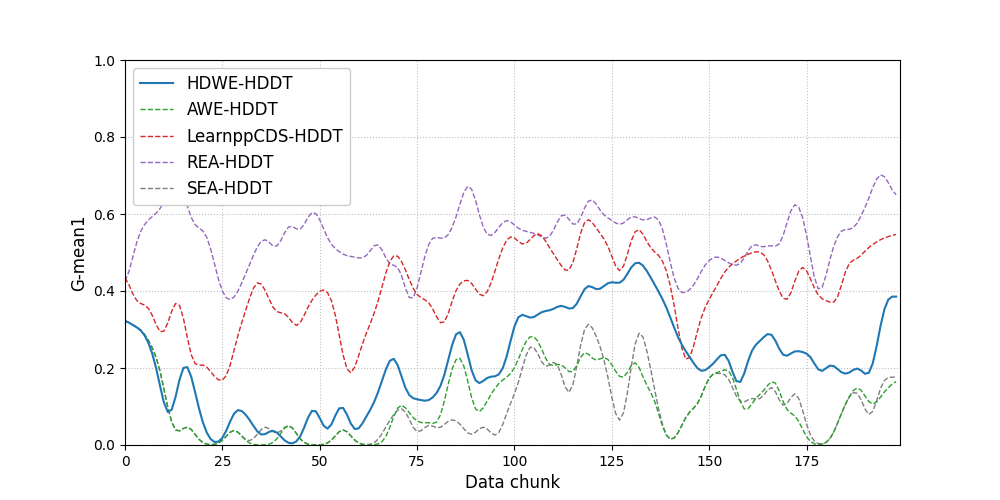 1.0
0.8
0.6
0.4
0.2
0.0
G-mean1
HDWE-HDDT
AWE-HDDT
LearnppCDS-HDDT
REA-HDDT
SEA-HDDT
0 25 50 75 100 125 150 175
Data chunk